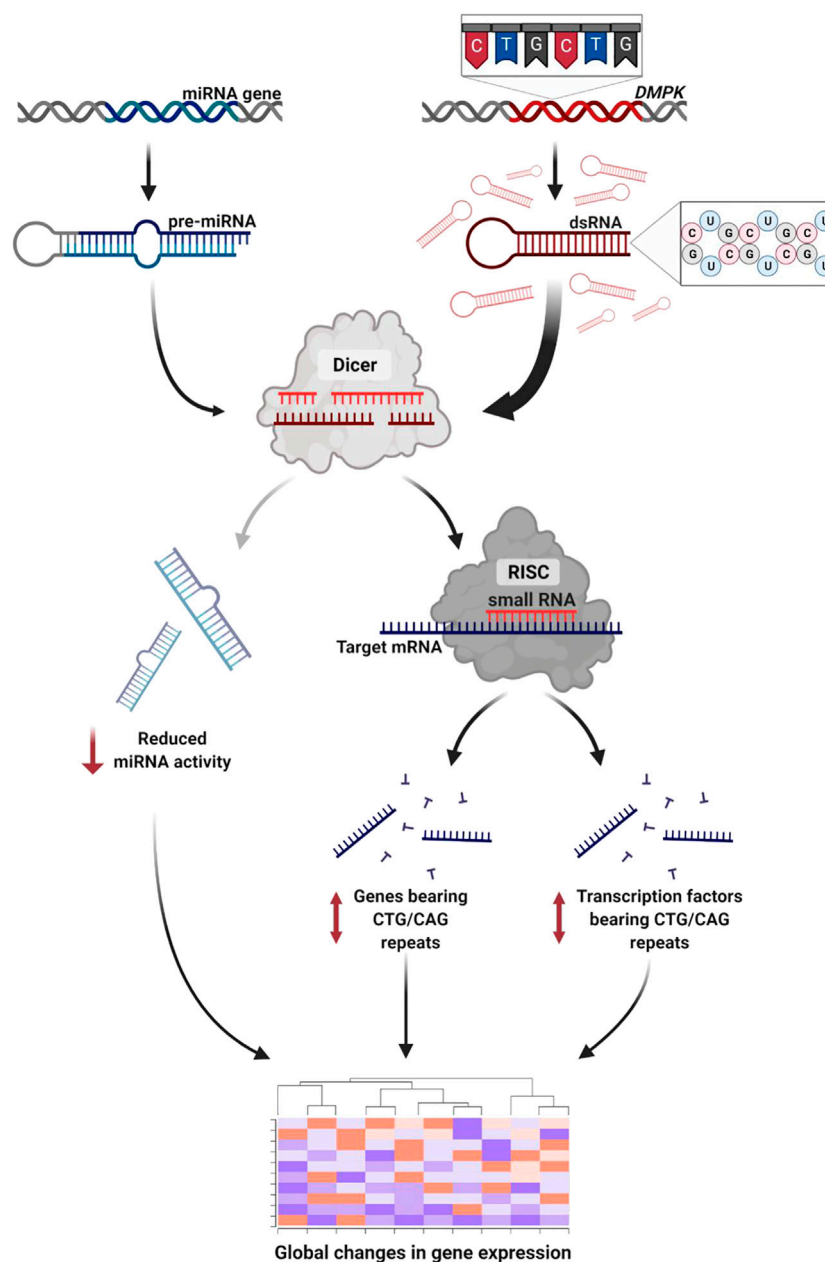 C T G C T G
miRNA gene
DMPK
pre-miRNA
dsRNA
C U G C U G C U
G U C G U C G U
Dicer
RISC
small RNA
Target mRNA
Reduced
miRNA activity
Genes bearing
CTG/CAG
repeats
Transcription factors
bearing CTG/CAG
repeats
Global changes in gene expression